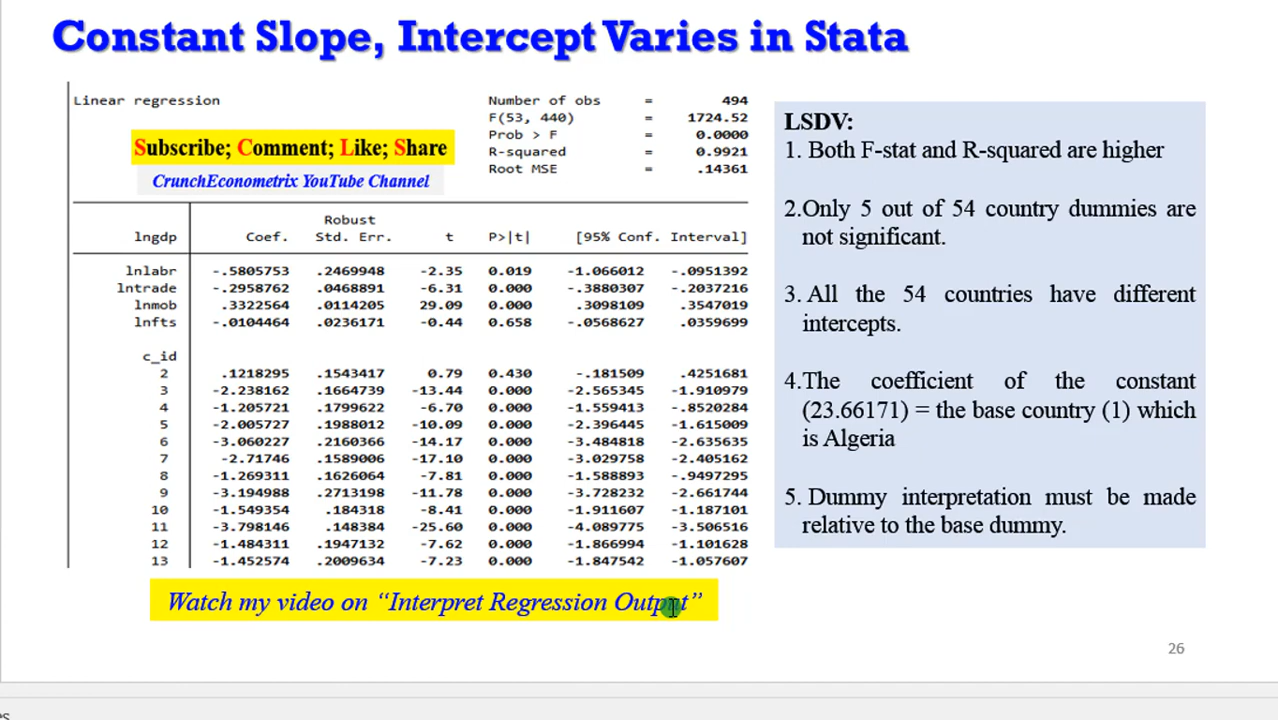 Constant Slope, Intercept Varies in Stata
Linear regression
Number of obs = 494
F(53, 440) = 1724.52
Prob > F = 0.0000
R-squared = 0.9921
Root MSE = .14361
Subscribe; Comment; Like; Share
CrunchEconometrix YouTube Channel
Robust
lngdp Coef. Std. Err. t P>|t| [95% Conf. Interval]
lnlabr -.5805753 .2469948 -2.35 0.019 -1.066012 -.0951392
lntrade -.2958762 .0468891 -6.31 0.000 -.3880307 -.2037216
lnmob .3322564 .0114205 29.09 0.000 .3098109 .3547019
lnfts -.0104464 .0236171 -0.44 0.658 -.0568627 .0359699
c_id
2 .1218295 .1543417 0.79 0.430 -.181509 .4251681
3 -2.238162 .1664739 -13.44 0.000 -2.565345 -1.910979
4 -1.205721 .1799622 -6.70 0.000 -1.559413 -.8520284
5 -2.005727 .1988012 -10.09 0.000 -2.396445 -1.615009
6 -3.060227 .2160366 -14.17 0.000 -3.484818 -2.635635
7 -2.71746 .1589006 -17.10 0.000 -3.029758 -2.405162
8 -1.269311 .1626064 -7.81 0.000 -1.588893 -.9497295
9 -3.194988 .2713198 -11.78 0.000 -3.728232 -2.661744
10 -1.549354 .184318 -8.41 0.000 -1.911607 -1.187101
11 -3.798146 .148384 -25.60 0.000 -4.089775 -3.506516
12 -1.484311 .1947132 -7.62 0.000 -1.866994 -1.101628
13 -1.452574 .2009634 -7.23 0.000 -1.847542 -1.057607
Watch my video on “Interpret Regression Output”
LSDV:
1. Both F-stat and R-squared are higher
2.Only 5 out of 54 country dummies are
not significant.
3. All the 54 countries have different
intercepts.
4.The coefficient of the constant
(23.66171) = the base country (1) which
is Algeria
5. Dummy interpretation must be made
relative to the base dummy.
26